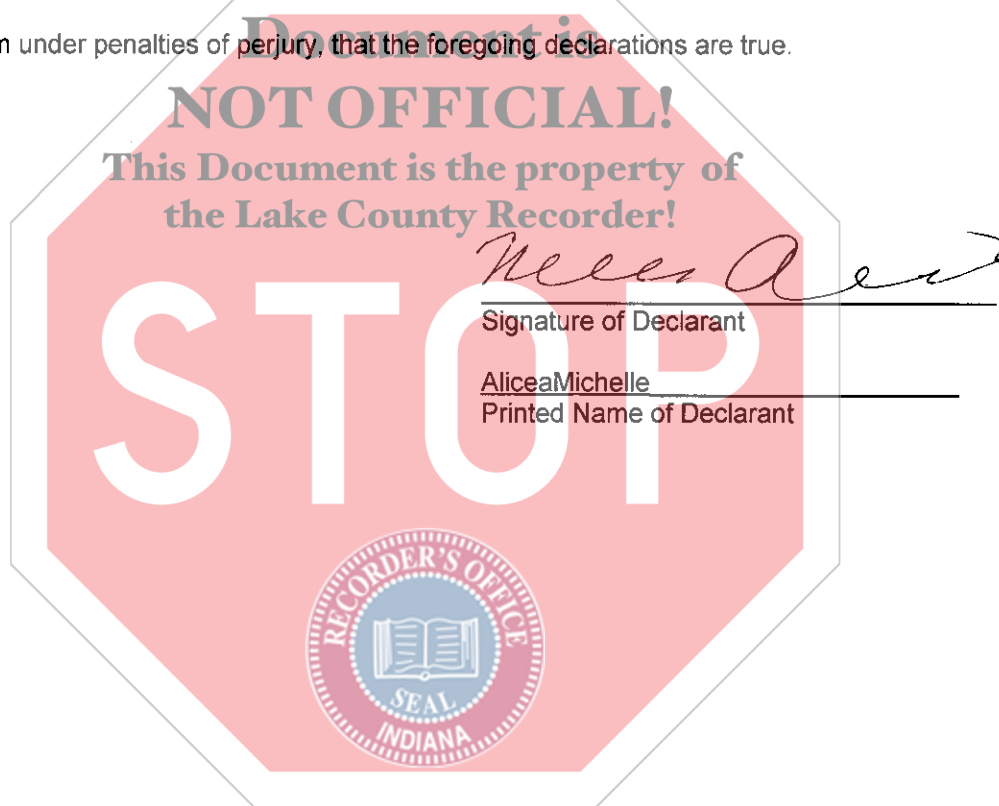 Document is
m under penalties of perjury, that the foregoing declarations are true.
NOT OFFICIAL!
This Document is the property of
the Lake County Recorder!
Signature of Declarant
AliceaMichelle
Printed Name of Declarant
STOP
RECORDER'S OFFICE
SEAL
INDIANA